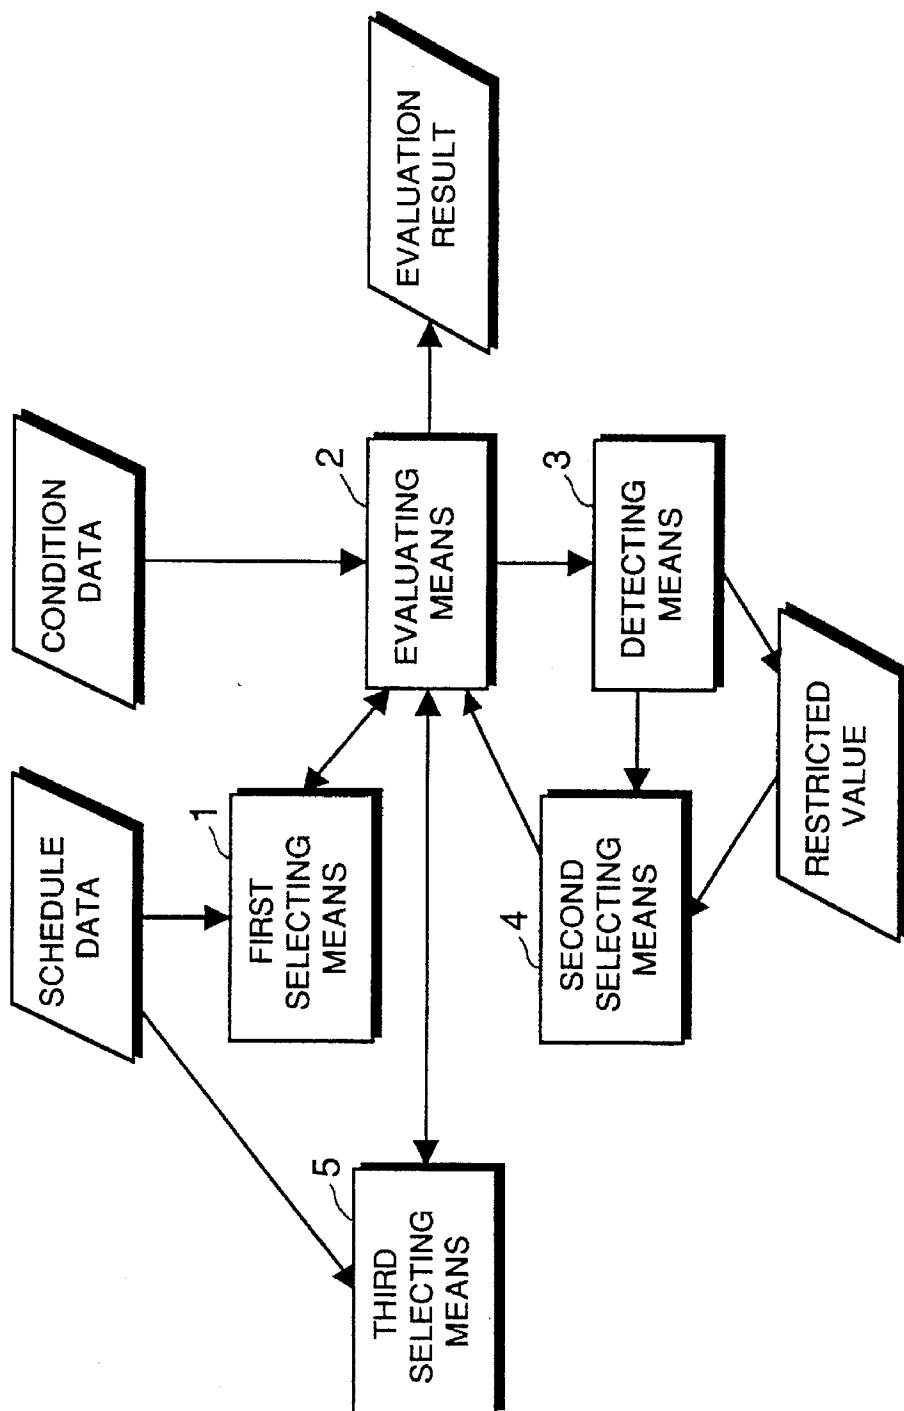 SCHEDULE
DATA
CONDITION
DATA
1
FIRST
SELECTING
MEANS
5
THIRD
SELECTING
MEANS
2
EVALUATING
MEANS
EVALUATION
RESULT
4
SECOND
SELECTING
MEANS
3
DETECTING
MEANS
RESTRICTED
VALUE